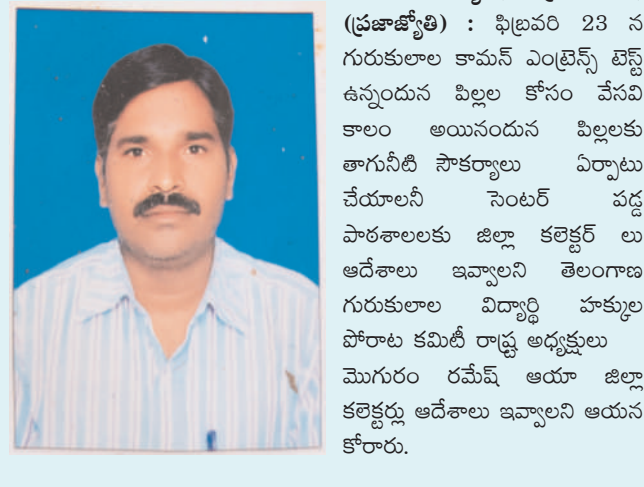 (ప్రజాజ్యోతి) : ఫిబ్రవరి 23 న
గురుకులాల కామన్ ఎంట్రెన్స్ టెస్ట్
ఉన్నందున పిల్లల కోసం వేసవి
కాలం అయినందున పిల్లలకు
తాగునీటి సౌకర్యాలు ఏర్పాటు
చేయాలనీ సెంటర్ పడ్డ
పాఠశాలలకు జిల్లా కలెక్టర్ లు
ఆదేశాలు ఇవ్వాలని తెలంగాణ
గురుకులాల విద్యార్థి హక్కుల
పోరాట కమిటీ రాష్ట్ర అధ్యక్షులు
మొగురం రమేష్ ఆయా జిల్లా
కలెక్టర్లు ఆదేశాలు ఇవ్వాలని ఆయన
కోరారు.